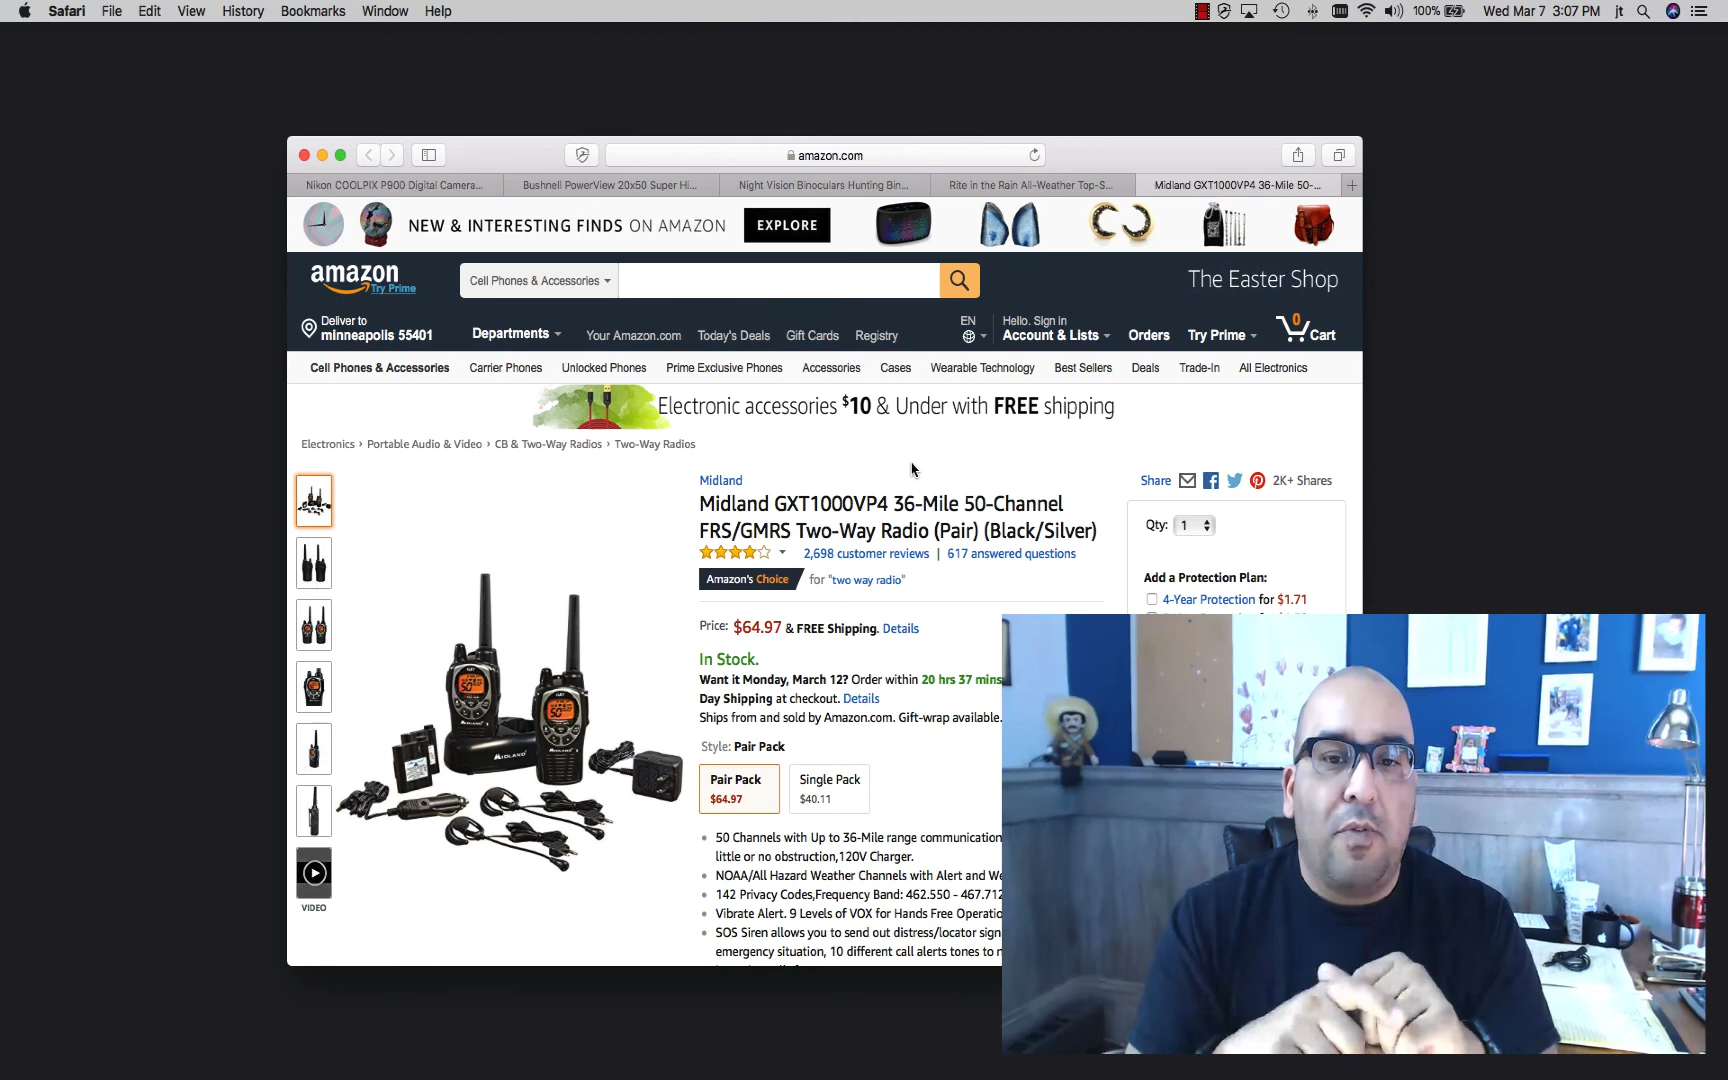 Safari File Edit View History Bookmarks Window Help
100% Wed Mar 7 3:07 PM jt
amazon.com
Nikon COOLPIX P900 Digital Camera...
Bushnell PowerView 20x50 Super Hi...
Night Vision Binoculars Hunting Bin...
Rite in the Rain All-Weather Top-S...
Midland GXT1000VP4 36-Mile 50-...
NEW & INTERESTING FINDS ON AMAZON EXPLORE
amazon
Try Prime
Cell Phones & Accessories
The Easter Shop
Deliver to
minneapolis 55401
Departments Your Amazon.com Today's Deals Gift Cards Registry
EN
Hello. Sign in
Account & Lists Orders Try Prime 0 Cart
Cell Phones & Accessories Carrier Phones Unlocked Phones Prime Exclusive Phones Accessories Cases Wearable Technology Best Sellers Deals Trade-In All Electronics
Electronic accessories $10 & Under with FREE shipping
Electronics › Portable Audio & Video › CB & Two-Way Radios › Two-Way Radios
VIDEO
Midland
Midland GXT1000VP4 36-Mile 50-Channel
FRS/GMRS Two-Way Radio (Pair) (Black/Silver)
2,698 customer reviews | 617 answered questions
Amazon's Choice for "two way radio"
Price: $64.97 & FREE Shipping. Details
In Stock.
Want it Monday, March 12? Order within 20 hrs 37 mins
Day Shipping at checkout. Details
Ships from and sold by Amazon.com. Gift-wrap available.
Style: Pair Pack
Pair Pack
$64.97
Single Pack
$40.11
50 Channels with Up to 36-Mile range communication
little or no obstruction,120V Charger.
NOAA/All Hazard Weather Channels with Alert and We
142 Privacy Codes,Frequency Band: 462.550 - 467.712
Vibrate Alert. 9 Levels of VOX for Hands Free Operatio
SOS Siren allows you to send out distress/locator sign
emergency situation, 10 different call alerts tones to n
Share 2K+ Shares
Qty: 1
Add a Protection Plan:
4-Year Protection for $1.71
MIDLAND